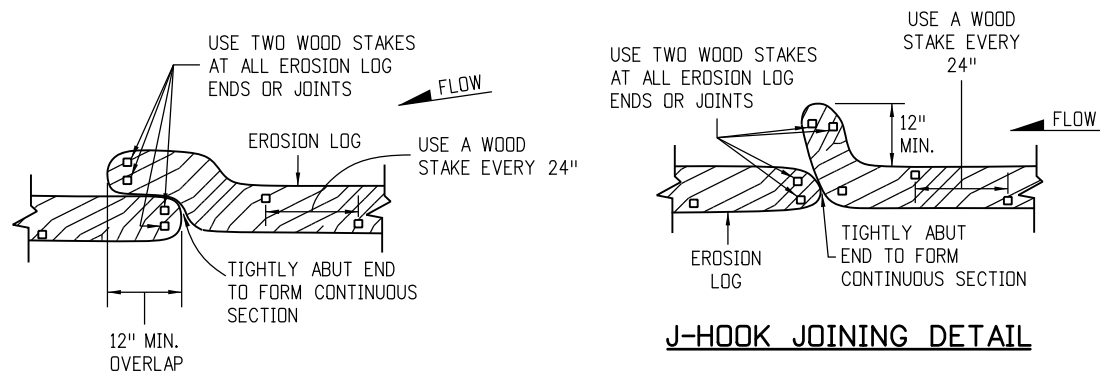 USE TWO WOOD STAKES
AT ALL EROSION LOG
ENDS OR JOINTS
FLOW
EROSION LOG
USE A WOOD
STAKE EVERY 24"
TIGHTLY ABUT END
TO FORM CONTINUOUS
SECTION
12" MIN.
OVERLAP
USE A WOOD
STAKE EVERY
24"
USE TWO WOOD STAKES
AT ALL EROSION LOG
ENDS OR JOINTS
12"
MIN.
FLOW
EROSION
LOG
TIGHTLY ABUT
END TO FORM
CONTINUOUS SECTION
J-HOOK JOINING DETAIL